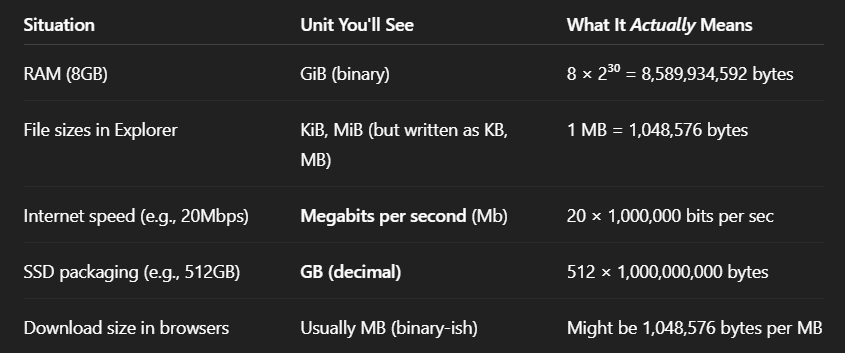 Situation Unit You'll See What It Actually Means
RAM (8GB) GiB (binary) 8 × 2³⁰ = 8,589,934,592 bytes
File sizes in Explorer KiB, MiB (but written as KB, 1 MB = 1,048,576 bytes
MB)
Internet speed (e.g., 20Mbps) Megabits per second (Mb) 20 × 1,000,000 bits per sec
SSD packaging (e.g., 512GB) GB (decimal) 512 × 1,000,000,000 bytes
Download size in browsers Usually MB (binary-ish) Might be 1,048,576 bytes per MB